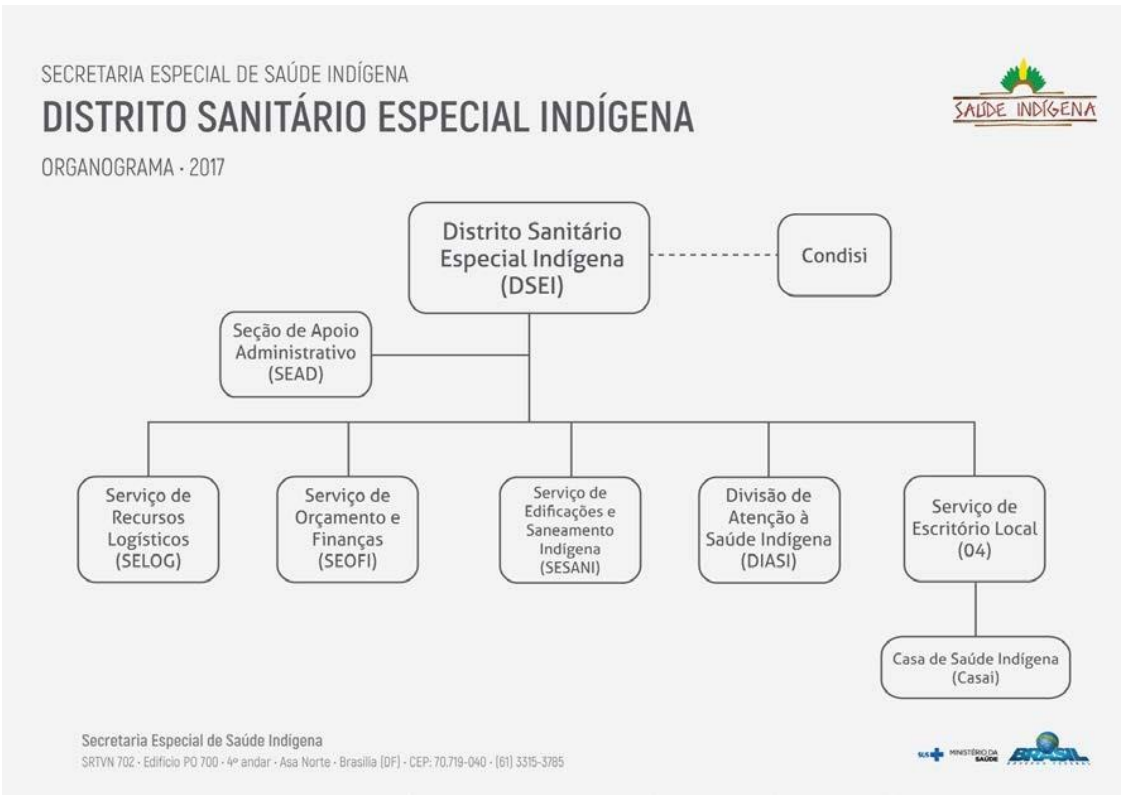 SECRETARIA ESPECIAL DE SAÚDE INDÍGENA
DISTRITO SANITÁRIO ESPECIAL INDÍGENA
ORGANOGRAMA • 2017
SAÚDE INDÍGENA
Distrito Sanitário
Especial Indígena
(DSEI)
Condisi
Seção de Apoio
Administrativo
(SEAD)
Serviço de
Recursos
Logísticos
(SELOG)
Serviço de
Orçamento e
Finanças
(SEOFI)
Serviço de
Edificações e
Saneamento
Indígena
(SESANI)
Divisão de
Atenção à
Saúde Indígena
(DIASI)
Serviço de
Escritório Local
(04)
Casa de Saúde Indígena
(Casai)
Secretaria Especial de Saúde Indígena
SRTVN 702 • Edifício PO 700 • 4º andar • Asa Norte • Brasília (DF) • CEP: 70.719-040 • (61) 3315-3785
SUS
MINISTÉRIO DA
SAÚDE
BRASIL
GOVERNO FEDERAL